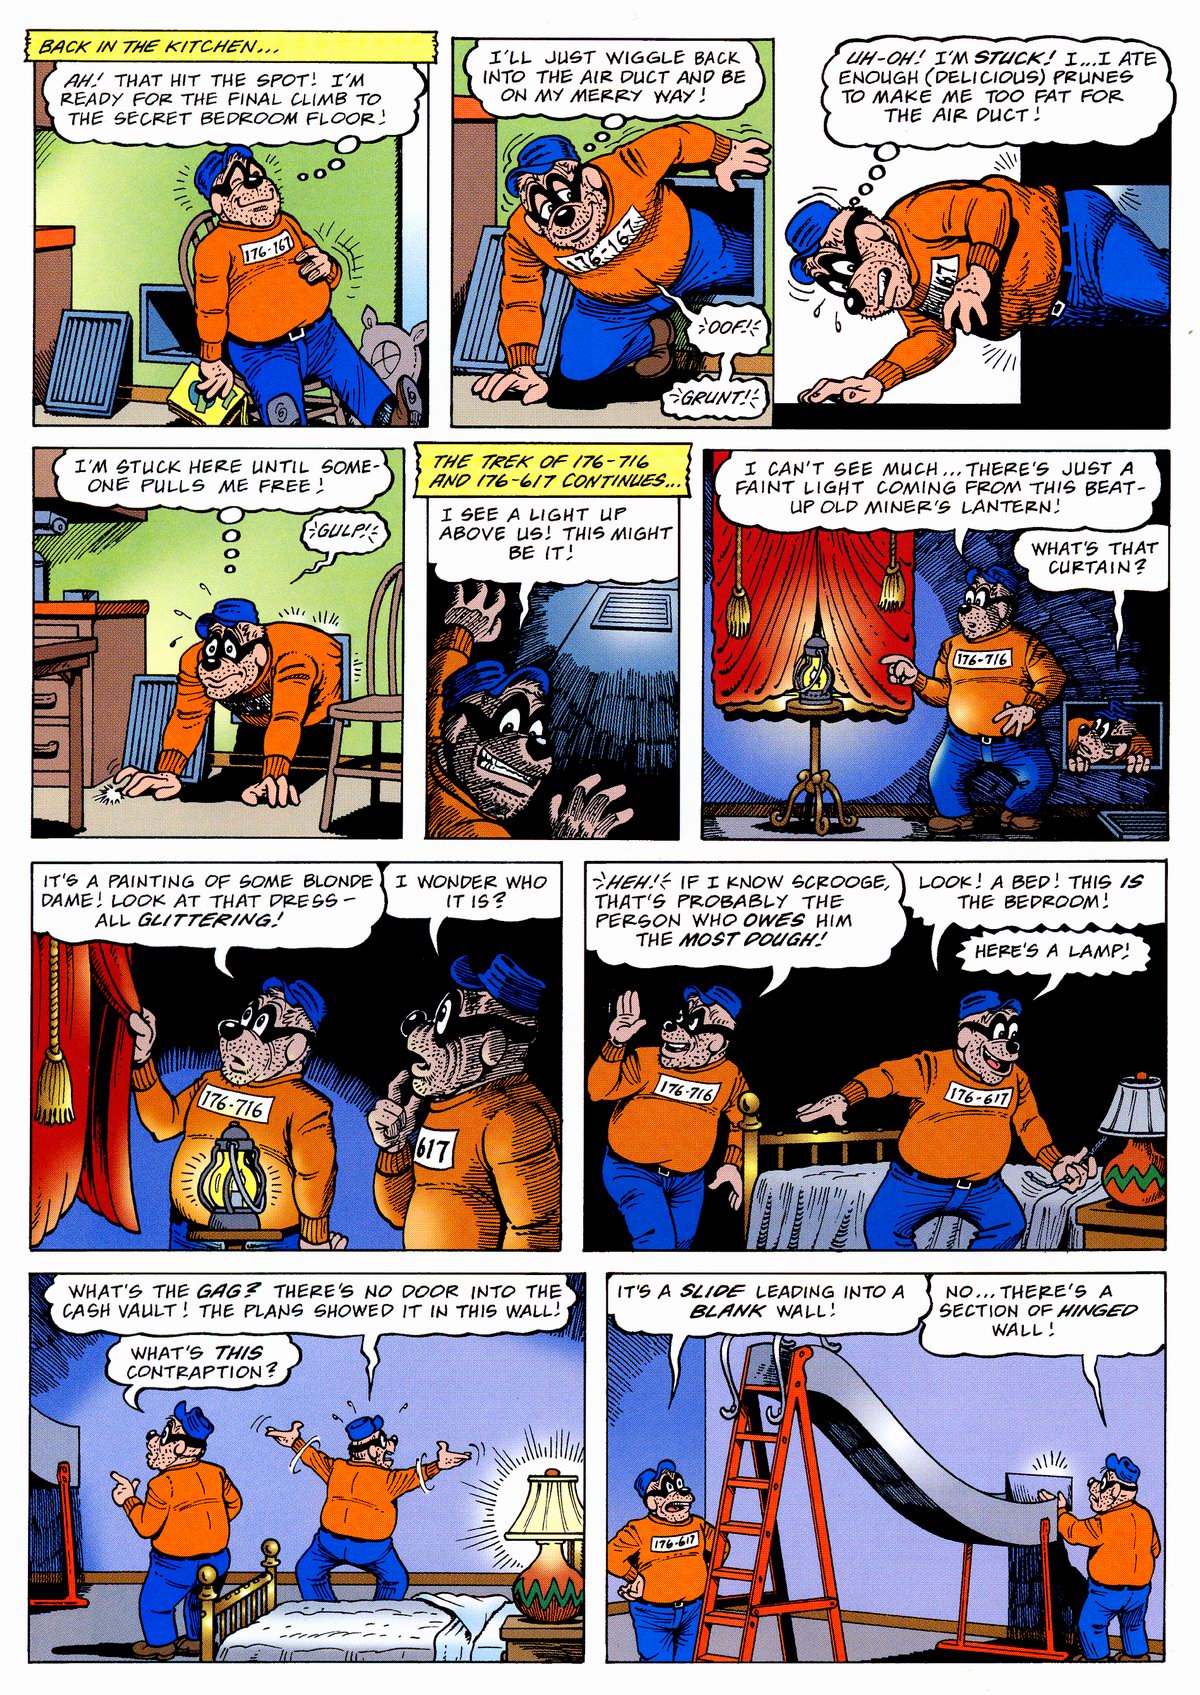 BACK IN THE KITCHEN...
AH! THAT HIT THE SPOT! I'M
READY FOR THE FINAL CLIMB TO
THE SECRET BEDROOM FLOOR!
176-167
I'LL JUST WIGGLE BACK
INTO THE AIR DUCT AND BE
ON MY MERRY WAY!
176-167
OOF!
GRUNT!
UH-OH! I'M STUCK! I...I ATE
ENOUGH (DELICIOUS) PRUNES
TO MAKE ME TOO FAT FOR
THE AIR DUCT!
167
I'M STUCK HERE UNTIL SOME-
ONE PULLS ME FREE!
GULP!
THE TREK OF 176-716
AND 176-617 CONTINUES...
I SEE A LIGHT UP
ABOVE US! THIS MIGHT
BE IT!
I CAN'T SEE MUCH...THERE'S JUST A
FAINT LIGHT COMING FROM THIS BEAT-
UP OLD MINER'S LANTERN!
WHAT'S THAT
CURTAIN?
176-716
IT'S A PAINTING OF SOME BLONDE
DAME! LOOK AT THAT DRESS—
ALL GLITTERING!
I WONDER WHO
IT IS?
176-716
617
HEH! IF I KNOW SCROOGE,
THAT'S PROBABLY THE
PERSON WHO OWES HIM
THE MOST DOUGH!
LOOK! A BED! THIS IS
THE BEDROOM!
HERE'S A LAMP!
176-716
176-617
WHAT'S THE GAG? THERE'S NO DOOR INTO THE
CASH VAULT! THE PLANS SHOWED IT IN THIS WALL!
WHAT'S THIS
CONTRAPTION?
IT'S A SLIDE LEADING INTO A
BLANK WALL!
NO...THERE'S A
SECTION OF HINGED
WALL!
176-617